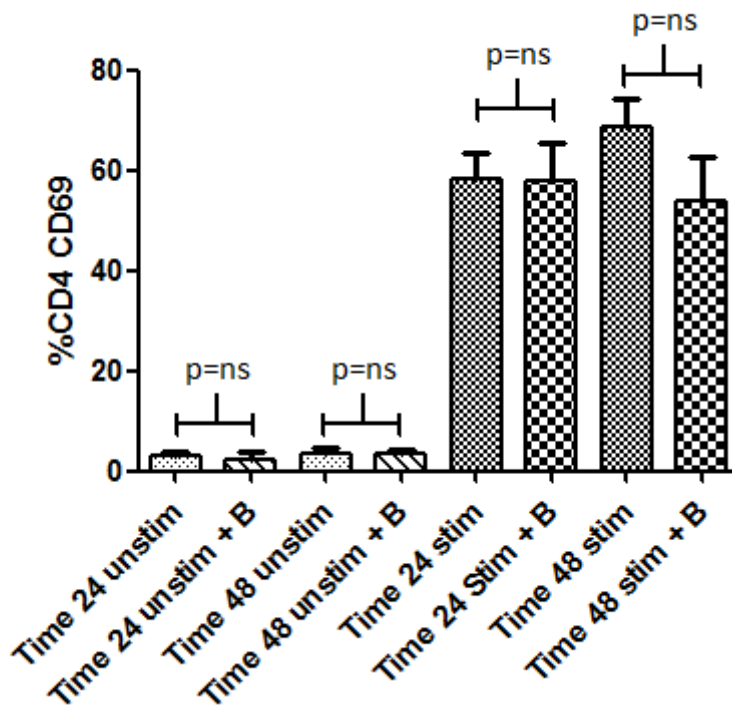 p=ns
p=ns
80
60
40
20
0
%CD4 CD69
p=ns
p=ns
Time 24 unstim
Time 24 unstim + B
Time 48 unstim
Time 48 unstim + B
Time 24 stim
Time 24 Stim + B
Time 48 stim
Time 48 stim + B